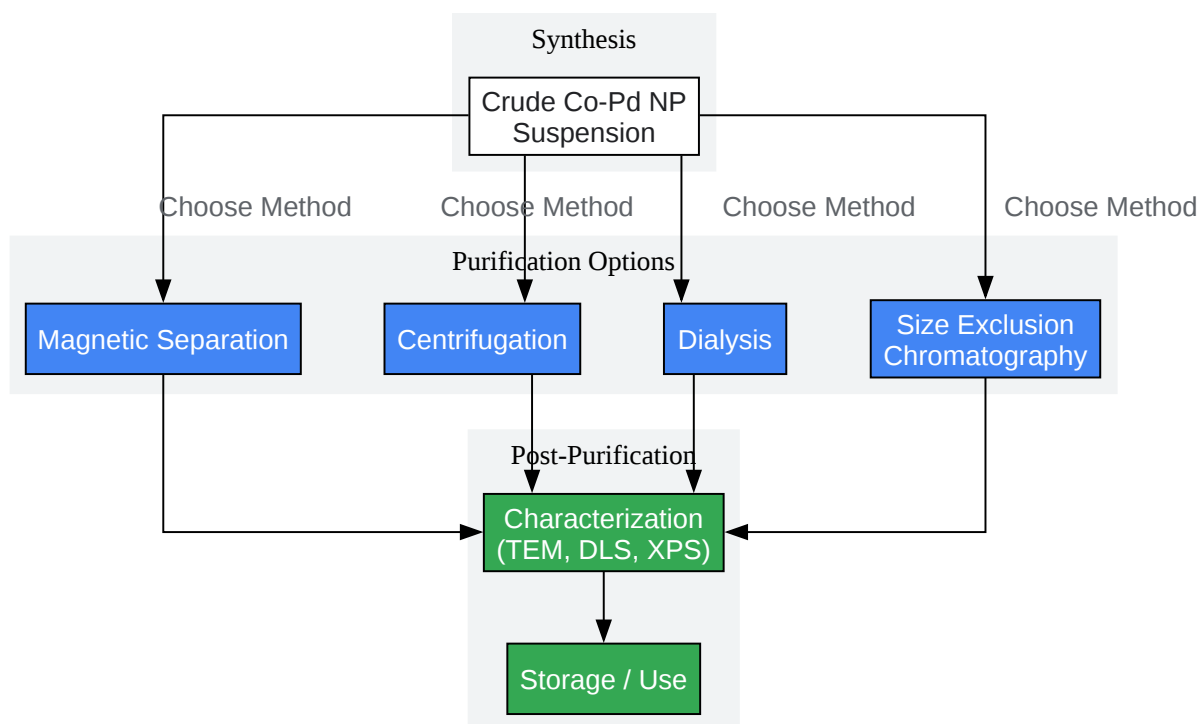 Synthesis
Crude Co-Pd NP
Suspension
Choose Method
Choose Method
Choose Method
Choose Method
Purification Options
Magnetic Separation
Centrifugation
Dialysis
Size Exclusion
Chromatography
Post-Purification
Characterization
(TEM, DLS, XPS)
Storage / Use